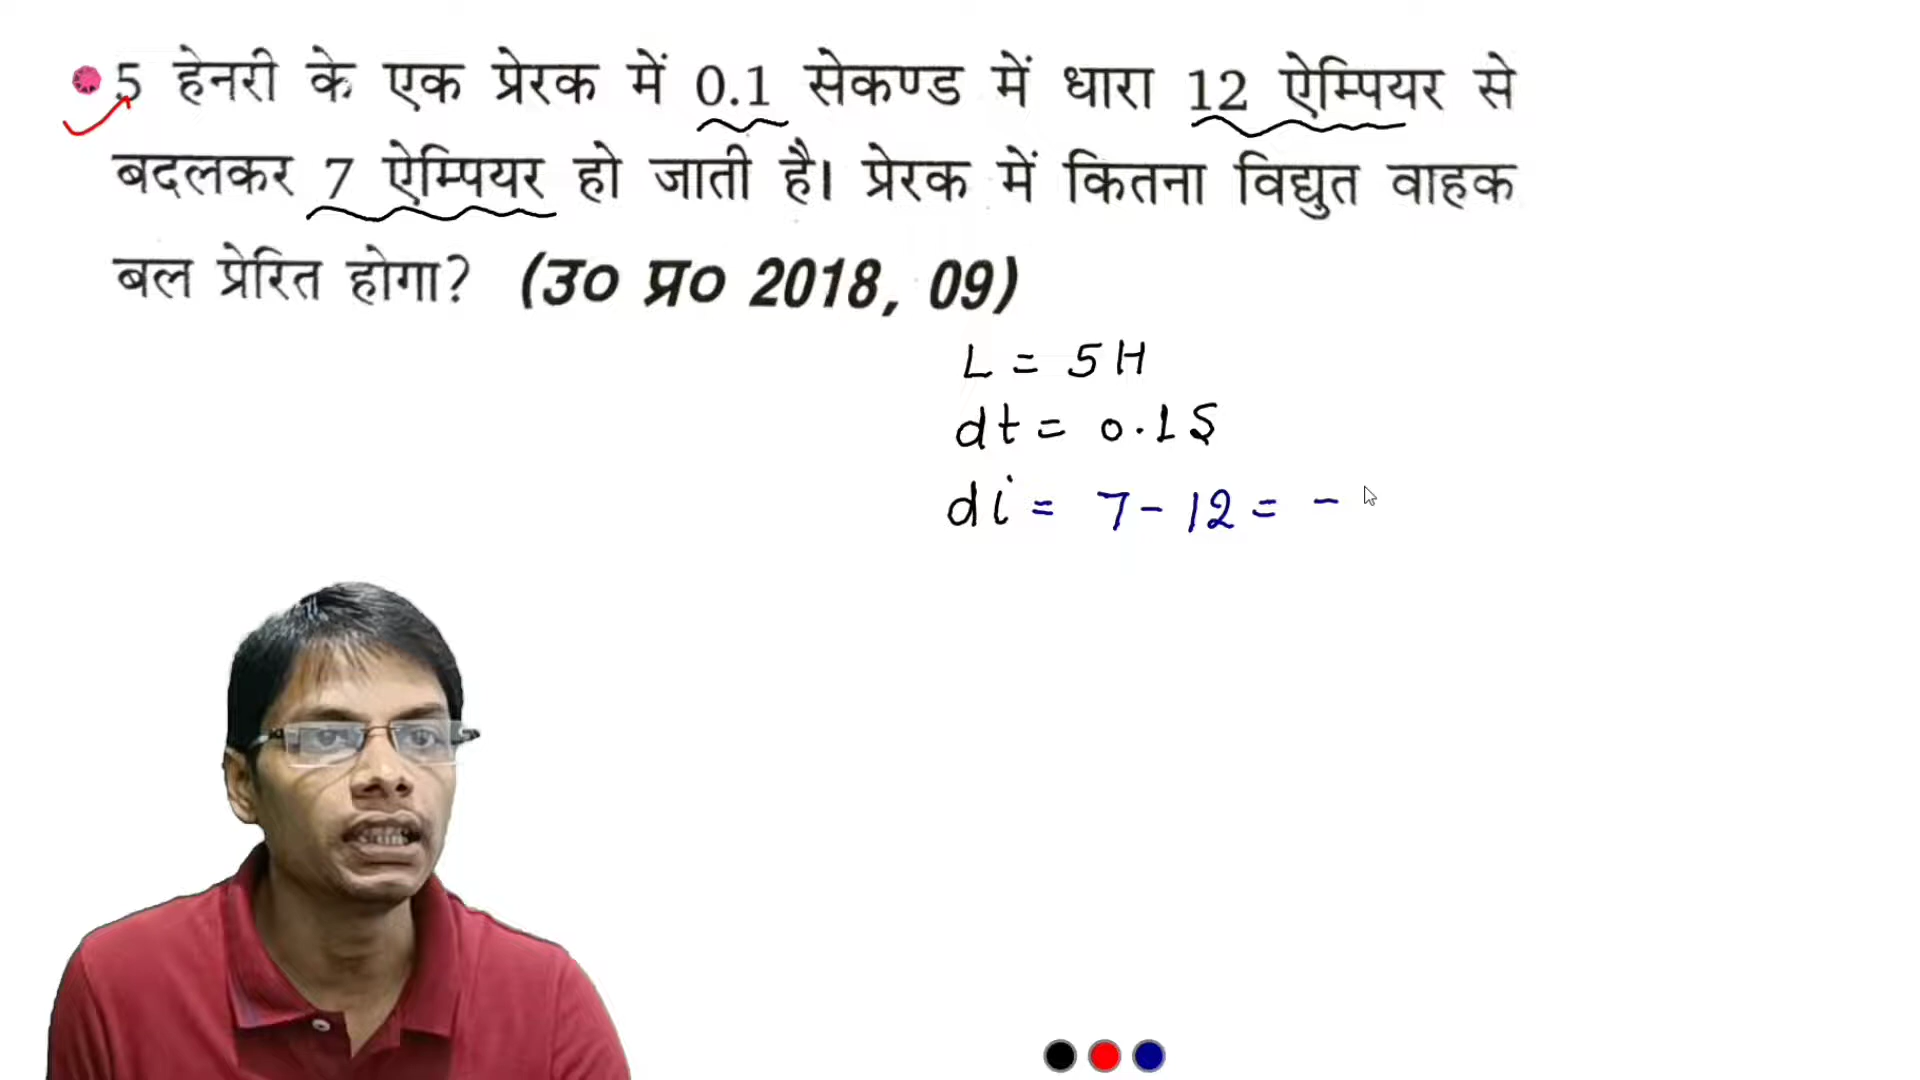 5 हेनरी के एक प्रेरक में 0.1 सेकण्ड में धारा 12 ऐम्पियर से
बदलकर 7 ऐम्पियर हो जाती है। प्रेरक में कितना विद्युत वाहक
बल प्रेरित होगा? (उ० प्र० 2018, 09)
L = 5H
dt = 0.1S
di = 7 - 12 = -